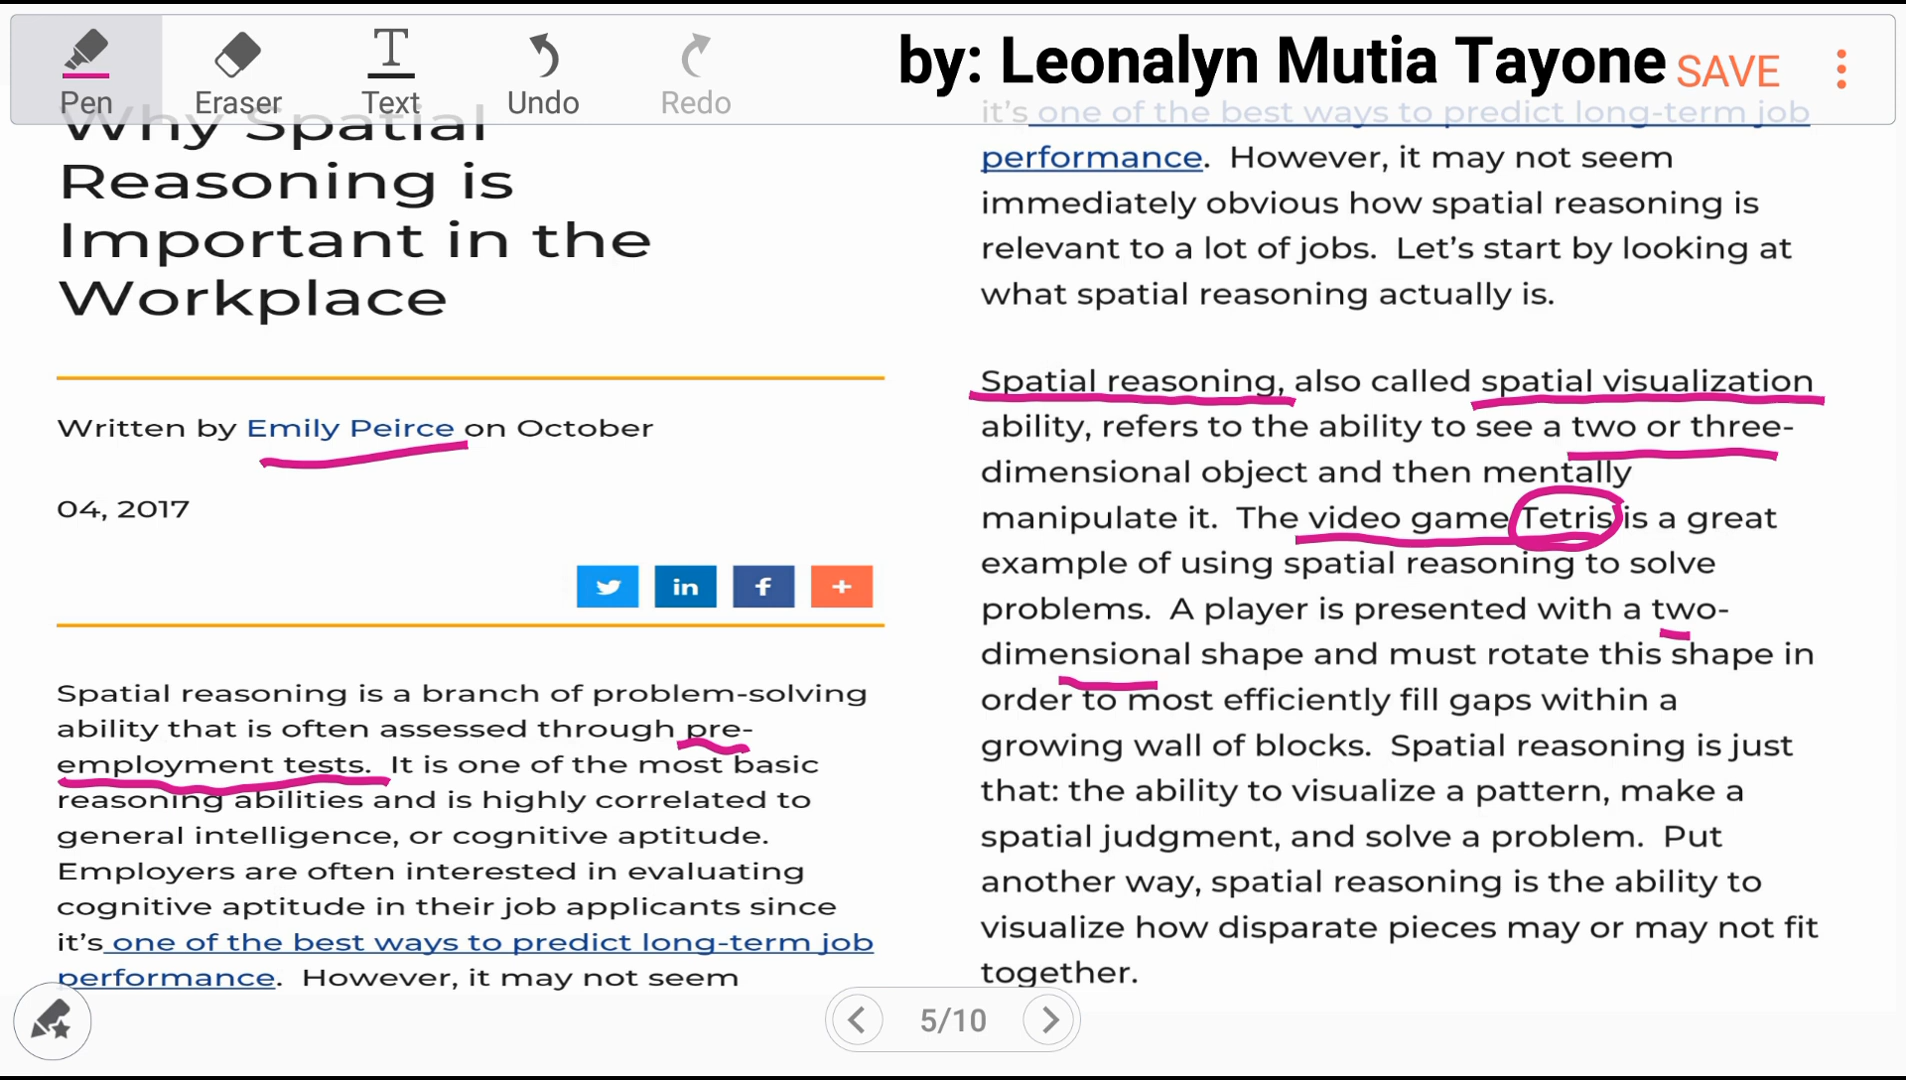 Pen
Eraser
Text
Undo
Redo
by: Leonalyn Mutia Tayone
SAVE
Why Spatial
Reasoning is
Important in the
Workplace
Written by Emily Peirce on October
04, 2017
in
f
+
Spatial reasoning is a branch of problem-solving
ability that is often assessed through pre-
employment tests. It is one of the most basic
reasoning abilities and is highly correlated to
general intelligence, or cognitive aptitude.
Employers are often interested in evaluating
cognitive aptitude in their job applicants since
it's one of the best ways to predict long-term job
performance. However, it may not seem
it's one of the best ways to predict long-term job
performance. However, it may not seem
immediately obvious how spatial reasoning is
relevant to a lot of jobs. Let's start by looking at
what spatial reasoning actually is.
Spatial reasoning, also called spatial visualization
ability, refers to the ability to see a two or three-
dimensional object and then mentally
manipulate it. The video game Tetris is a great
example of using spatial reasoning to solve
problems. A player is presented with a two-
dimensional shape and must rotate this shape in
order to most efficiently fill gaps within a
growing wall of blocks. Spatial reasoning is just
that: the ability to visualize a pattern, make a
spatial judgment, and solve a problem. Put
another way, spatial reasoning is the ability to
visualize how disparate pieces may or may not fit
together.
5/10